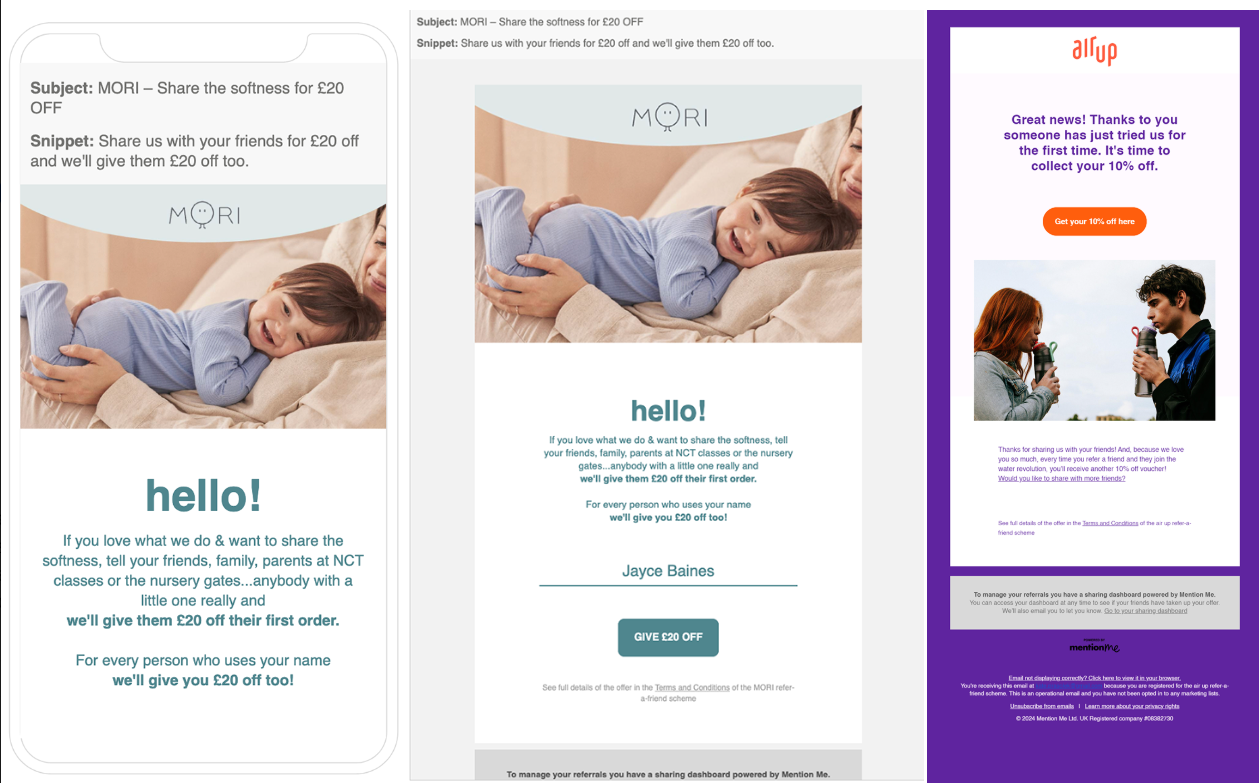 Subject: MORI – Share the softness for £20
OFF
Snippet: Share us with your friends for £20 off
and we'll give them £20 off too.
MORI
hello!
If you love what we do & want to share the
softness, tell your friends, family, parents at NCT
classes or the nursery gates...anybody with a
little one really and
we'll give them £20 off their first order.
For every person who uses your name
we'll give you £20 off too!
Subject: MORI – Share the softness for £20 OFF
Snippet: Share us with your friends for £20 off and we'll give them £20 off too.
MORI
hello!
If you love what we do & want to share the softness, tell
your friends, family, parents at NCT classes or the nursery
gates...anybody with a little one really and
we'll give them £20 off their first order.
For every person who uses your name
we'll give you £20 off too!
Jayce Baines
GIVE £20 OFF
See full details of the offer in the Terms and Conditions of the MORI refer-
a-friend scheme
To manage your referrals you have a sharing dashboard powered by Mention Me.
air up
Great news! Thanks to you
someone has just tried us for
the first time. It's time to
collect your 10% off.
Get your 10% off here
Thanks for sharing us with your friends! And, because we love
you so much, every time you refer a friend and they join the
water revolution, you'll receive another 10% off voucher!
Would you like to share with more friends?
See full details of the offer in the Terms and Conditions of the air up refer-a-
friend scheme
To manage your referrals you have a sharing dashboard powered by Mention Me.
You can access your dashboard at any time to see if your friends have taken up your offer.
We'll also email you to let you know. Go to your sharing dashboard
POWERED BY
mention me
Email not displaying correctly? Click here to view it in your browser.
You're receiving this email at because you are registered for the air up refer-a-
friend scheme. This is an operational email and you have not been opted in to any marketing lists.
Unsubscribe from emails | Learn more about your privacy rights
© 2024 Mention Me Ltd. UK Registered company #08382730